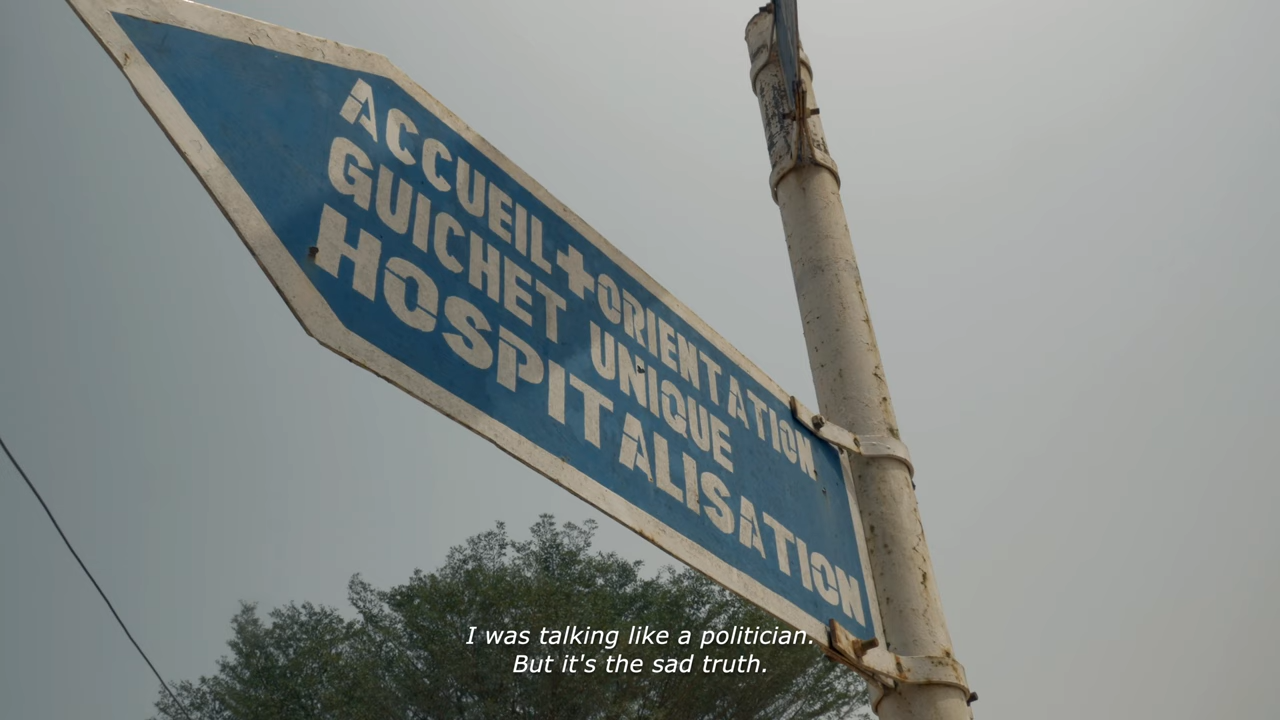 ACCUEIL+ORIENTATION
GUICHET UNIQUE
HOSPITALISATION
I was talking like a politician.
But it's the sad truth.